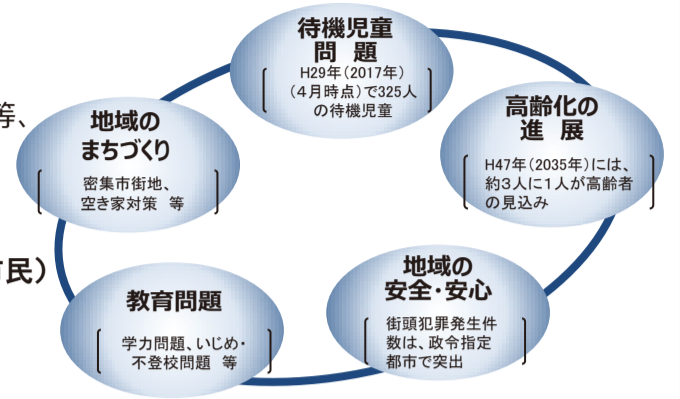 待機児童
問 題
H29年(2017年)
(4月時点)で325人
の待機児童
高齢化の
進 展
H47年(2035年)には、
約3人に1人が高齢者
の見込み
地域の
安全・安心
街頭犯罪発生件
数は、政令指定
都市で突出
教育問題
学力問題、いじめ・
不登校問題 等
地域の
まちづくり
密集市街地、
空き家対策 等
等、
市民)